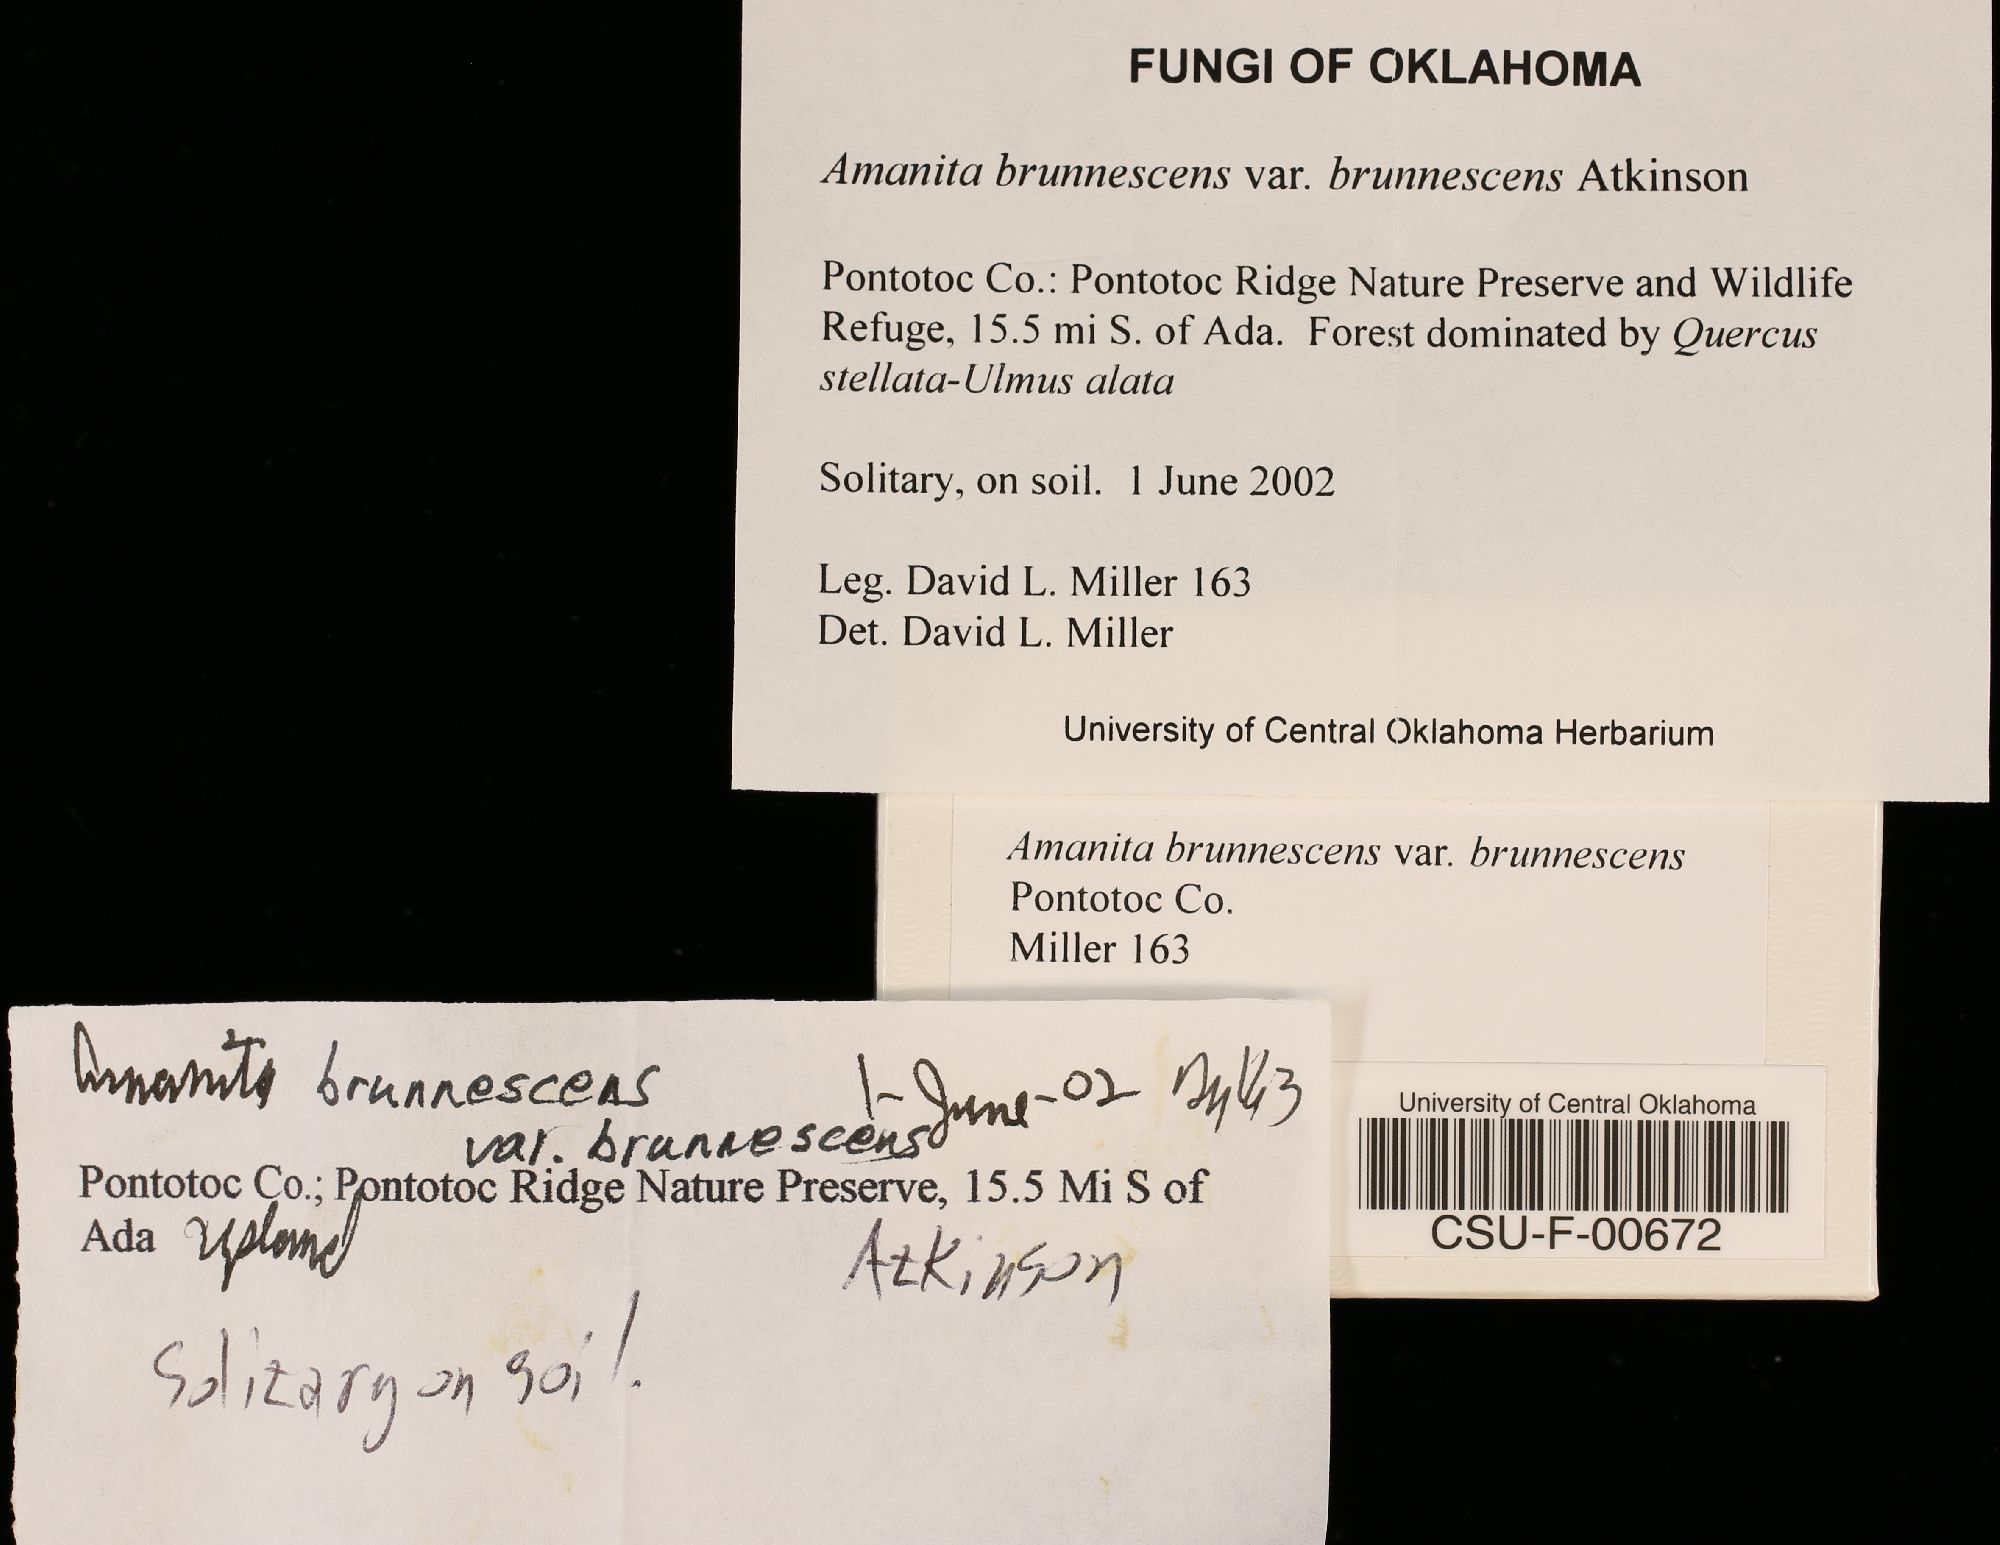 FUNGI OF OKLAHOMA
Amanita brunnescens var. brunnescens Atkinson
Pontotoc Co.: Pontotoc Ridge Nature Preserve and Wildlife
Refuge, 15.5 mi S. of Ada. Forest dominated by Quercus
stellata-Ulmus alata
Solitary, on soil. 1 June 2002
Leg. David L. Miller 163
Det. David L. Miller
University of Central Oklahoma Herbarium
Amanita brunnescens var. brunnescens
Pontotoc Co.
Miller 163
University of Central Oklahoma
CSU-F-00672
Amanita brunnescens 1-June-02
var. brunnescens
Pontotoc Co.; Pontotoc Ridge Nature Preserve, 15.5 Mi S of
Ada upland
Atkinson
Solitary on soil.